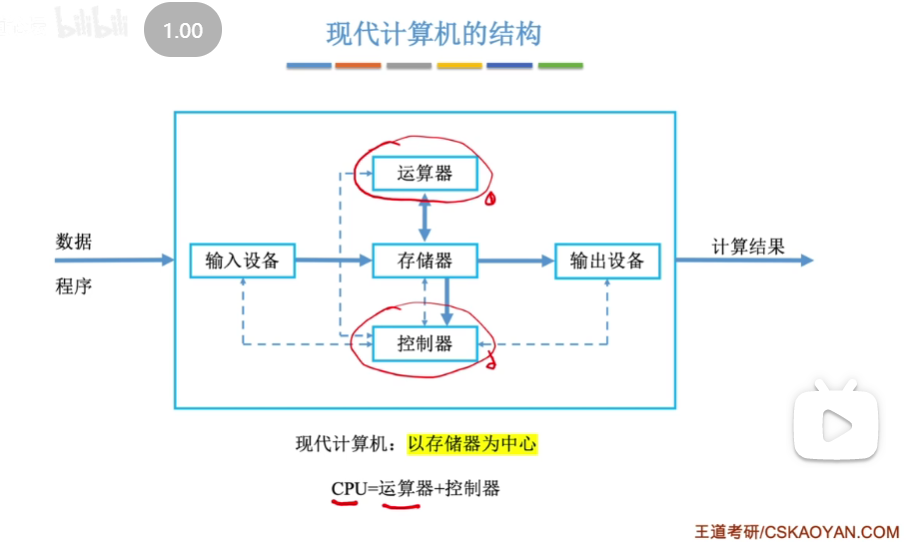 bilibili
1.00
现代计算机的结构
运算器
数据
程序
输入设备
存储器
输出设备
计算结果
控制器
现代计算机：以存储器为中心
CPU=运算器+控制器
王道考研/CSKAOYAN.COM